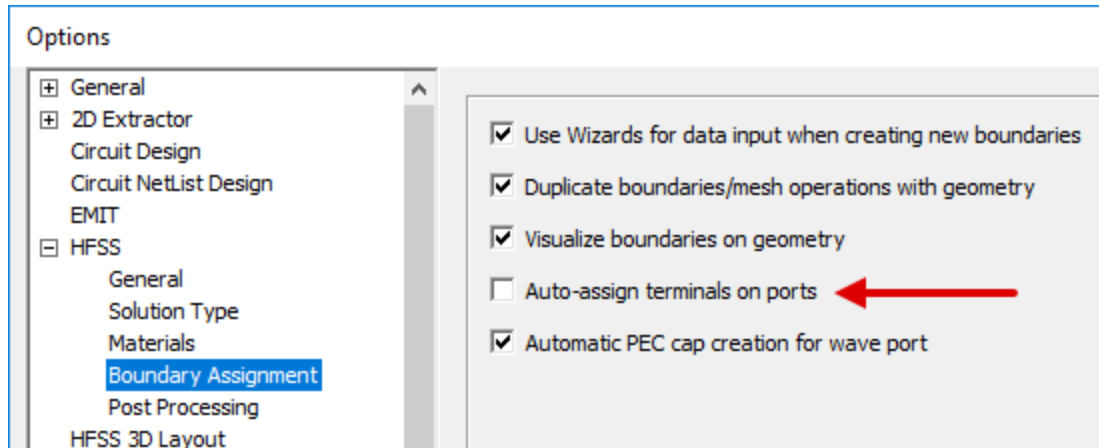 Options
General
2D Extractor
Circuit Design
Circuit NetList Design
EMIT
HFSS
General
Solution Type
Materials
Boundary Assignment
Post Processing
HFSS 3D Layout
Use Wizards for data input when creating new boundaries
Duplicate boundaries/mesh operations with geometry
Visualize boundaries on geometry
Auto-assign terminals on ports
Automatic PEC cap creation for wave port